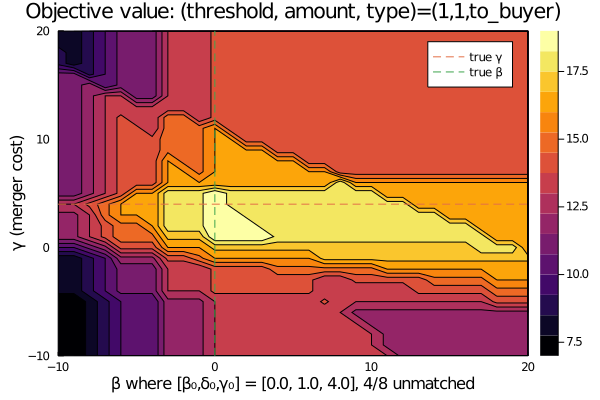 Objective value: (threshold, amount, type)=(1,1,to_buyer)
20
10
0
−10
γ (merger cost)
true γ
true β
17.5
15.0
12.5
10.0
7.5
−10
0
10
20
β where [β₀,δ₀,γ₀] = [0.0, 1.0, 4.0], 4/8 unmatched